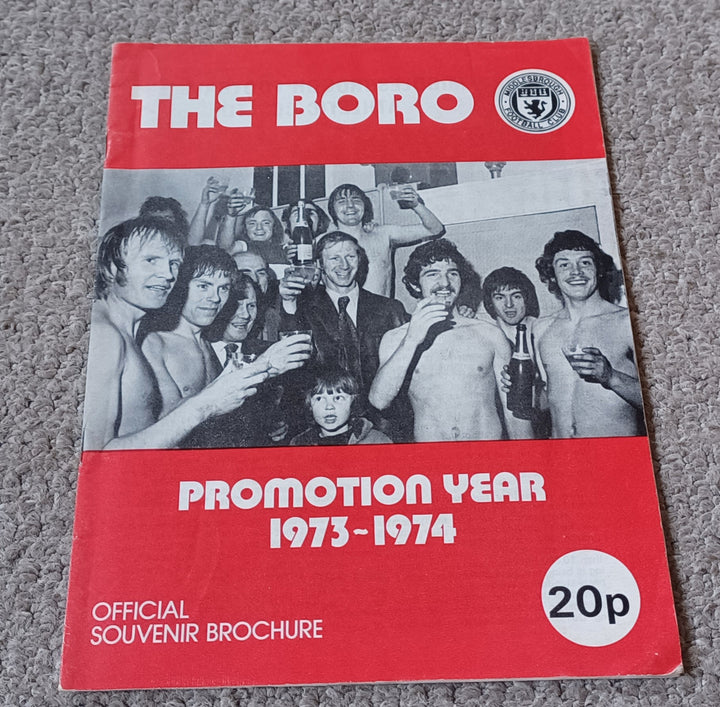 THE BORO
MIDDLESBROUGH
FOOTBALL CLUB
PROMOTION YEAR
1973-1974
OFFICIAL
SOUVENIR BROCHURE
20p